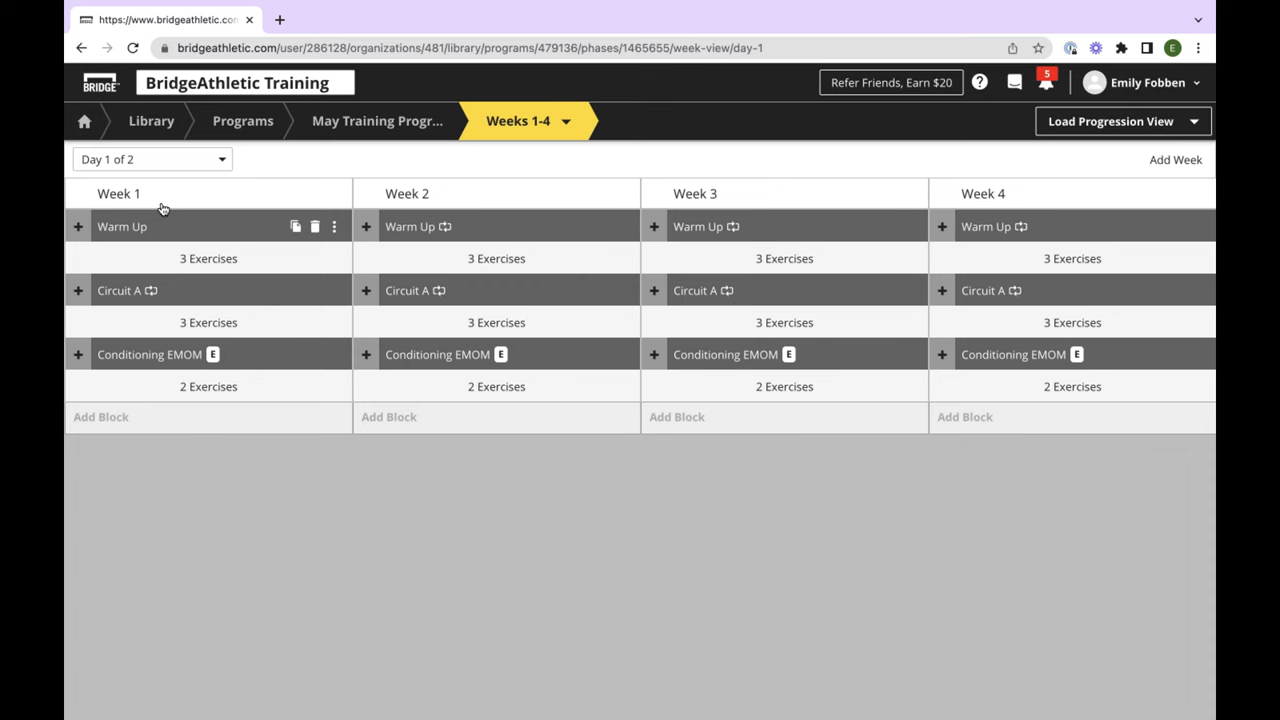 https://www.bridgeathletic.con
bridgeathletic.com/user/286128/organizations/481/library/programs/479136/phases/1465655/week-view/day-1
E
BRIDGE
BridgeAthletic Training
Refer Friends, Earn $20
?
5
Emily Fobben
Library
Programs
May Training Progr...
Weeks 1-4
Load Progression View
Day 1 of 2
Add Week
Week 1
Week 2
Week 3
Week 4
Warm Up
Warm Up
Warm Up
Warm Up
3 Exercises
3 Exercises
3 Exercises
3 Exercises
Circuit A
Circuit A
Circuit A
Circuit A
3 Exercises
3 Exercises
3 Exercises
3 Exercises
Conditioning EMOM E
Conditioning EMOM E
Conditioning EMOM E
Conditioning EMOM E
2 Exercises
2 Exercises
2 Exercises
2 Exercises
Add Block
Add Block
Add Block
Add Block